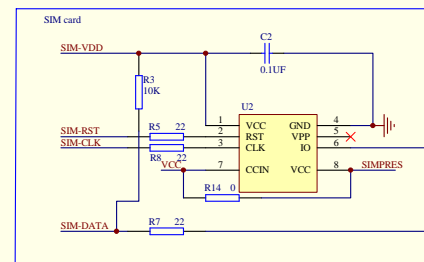 SIM card
C2
SIM-VDD
0.1UF
R3
10K
U2
1 VCC GND 4
SIM-RST R5 22 2 RST VPP 5
SIM-CLK 3 CLK IO 6
R8 22
VCC 7 CCIN VCC 8 SIMPRES
R14 0
SIM-DATA R7 22